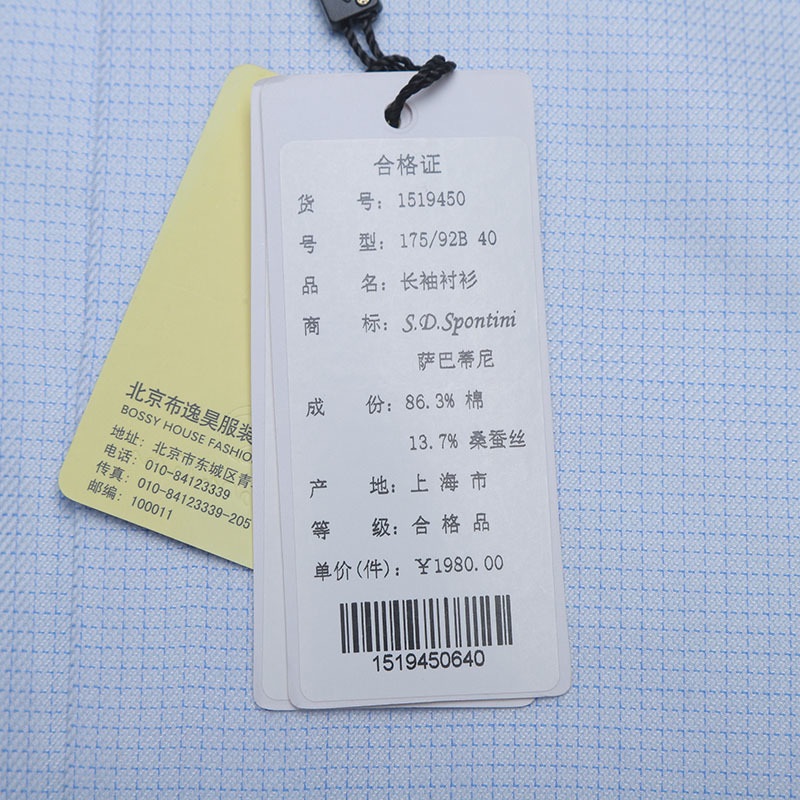 合格证
货 号: 1519450
号 型: 175/92B 40
品 名: 长袖衬衫
商 标: S.D.Spontini
萨巴蒂尼
成 份: 86.3% 棉
13.7% 桑蚕丝
产 地: 上海市
等 级: 合格品
单价(件): ¥1980.00
1519450640
北京布逸昊服装
BOSSY HOUSE FASHIO
地址: 北京市东城区青
电话: 010-84123339
传真: 010-84123339-205
邮编: 100011